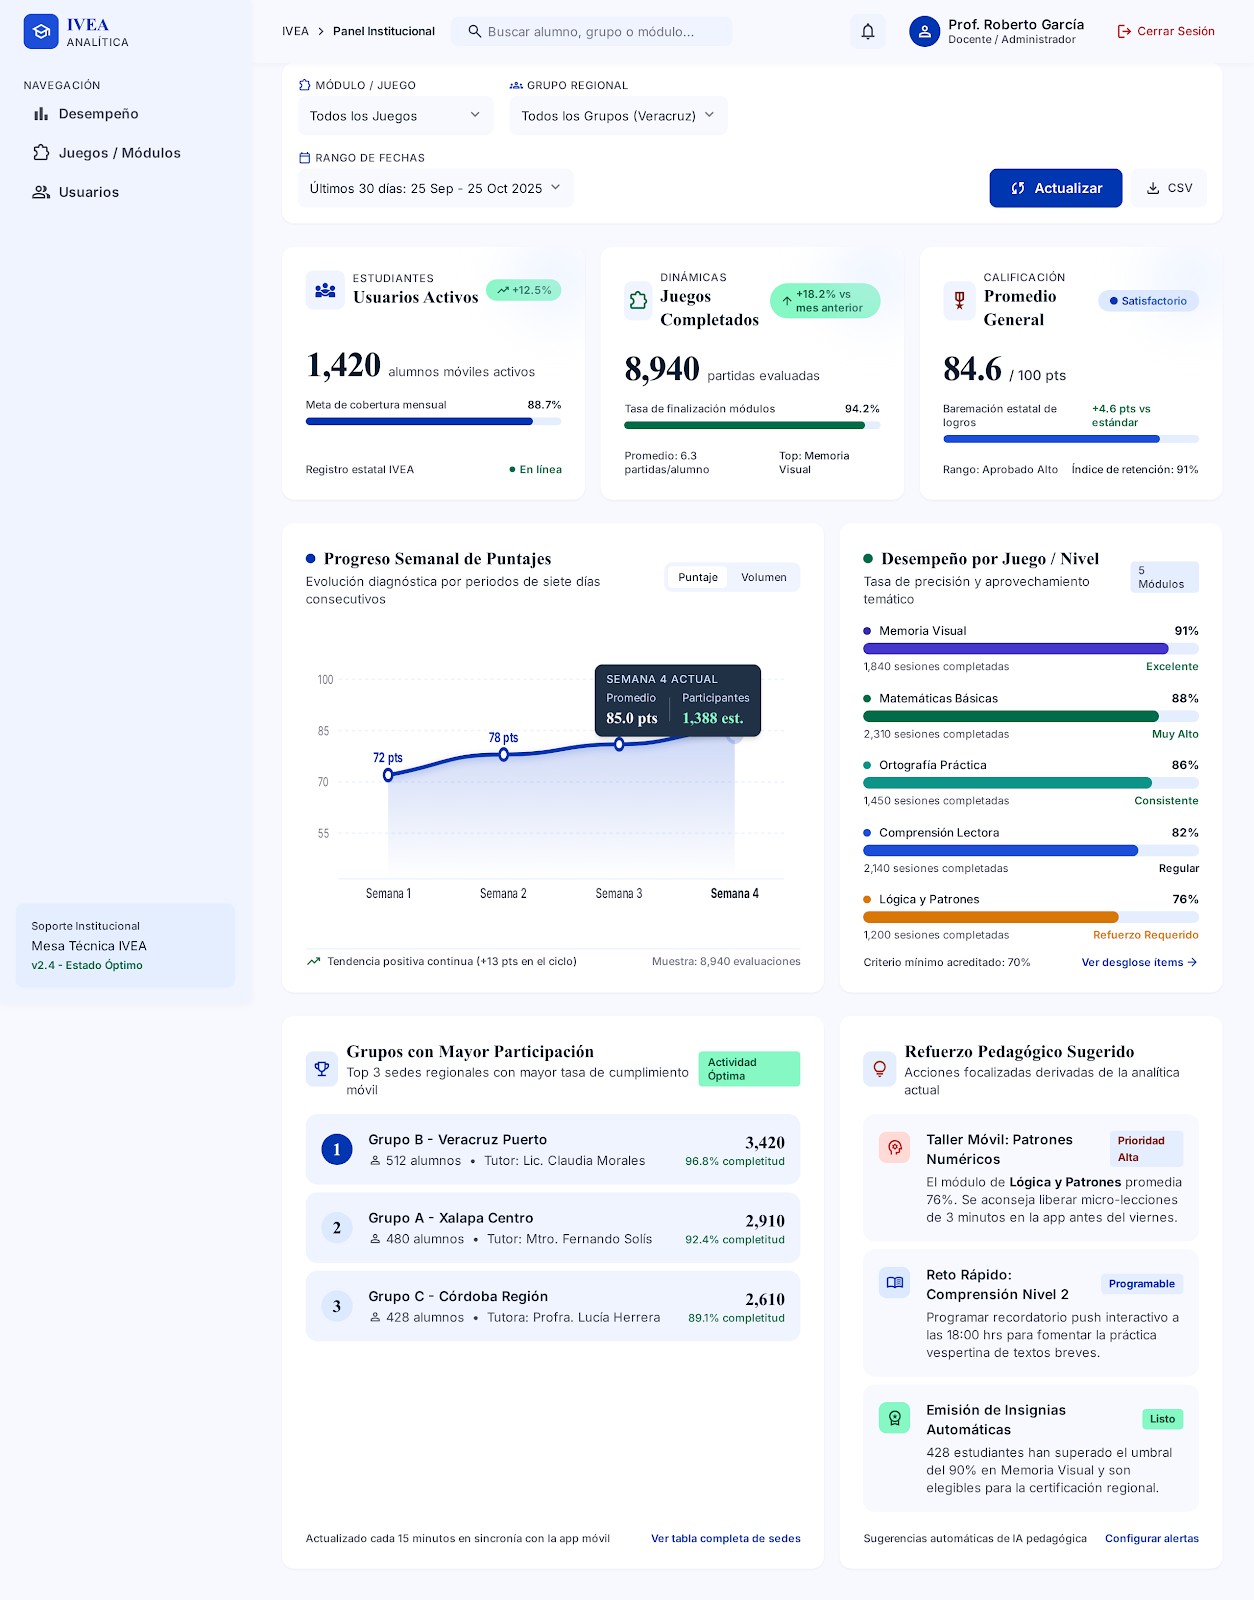 IVEA
ANALÍTICA
NAVEGACIÓN
Desempeño
Juegos / Módulos
Usuarios
Soporte Institucional
Mesa Técnica IVEA
v2.4 - Estado Óptimo
IVEA > Panel Institucional
Buscar alumno, grupo o módulo...
Prof. Roberto García
Docente / Administrador
Cerrar Sesión
MÓDULO / JUEGO
Todos los Juegos
GRUPO REGIONAL
Todos los Grupos (Veracruz)
RANGO DE FECHAS
Últimos 30 días: 25 Sep - 25 Oct 2025
Actualizar
CSV
ESTUDIANTES
Usuarios Activos
+12.5%
1,420 alumnos móviles activos
Meta de cobertura mensual 88.7%
Registro estatal IVEA
En línea
DINÁMICAS
Juegos
Completados
+18.2% vs
mes anterior
8,940 partidas evaluadas
Tasa de finalización módulos 94.2%
Promedio: 6.3
partidas/alumno
Top: Memoria
Visual
CALIFICACIÓN
Promedio
General
Satisfactorio
84.6 / 100 pts
Baremación estatal de
logros
+4.6 pts vs
estándar
Rango: Aprobado Alto
Índice de retención: 91%
Progreso Semanal de Puntajes
Evolución diagnóstica por periodos de siete días
consecutivos
Puntaje
Volumen
100
85
70
55
72 pts
78 pts
SEMANA 4 ACTUAL
Promedio
85.0 pts
Participantes
1,388 est.
Semana 1
Semana 2
Semana 3
Semana 4
Tendencia positiva continua (+13 pts en el ciclo)
Muestra: 8,940 evaluaciones
Desempeño por Juego / Nivel
Tasa de precisión y aprovechamiento
temático
5
Módulos
Memoria Visual 91%
1,840 sesiones completadas Excelente
Matemáticas Básicas 88%
2,310 sesiones completadas Muy Alto
Ortografía Práctica 86%
1,450 sesiones completadas Consistente
Comprensión Lectora 82%
2,140 sesiones completadas Regular
Lógica y Patrones 76%
1,200 sesiones completadas Refuerzo Requerido
Criterio mínimo acreditado: 70%
Ver desglose ítems →
Grupos con Mayor Participación
Top 3 sedes regionales con mayor tasa de cumplimiento
móvil
Actividad
Óptima
1
Grupo B - Veracruz Puerto
512 alumnos • Tutor: Lic. Claudia Morales
3,420
96.8% completitud
2
Grupo A - Xalapa Centro
480 alumnos • Tutor: Mtro. Fernando Solís
2,910
92.4% completitud
3
Grupo C - Córdoba Región
428 alumnos • Tutora: Profra. Lucía Herrera
2,610
89.1% completitud
Actualizado cada 15 minutos en sincronía con la app móvil
Ver tabla completa de sedes
Refuerzo Pedagógico Sugerido
Acciones focalizadas derivadas de la analítica
actual
Taller Móvil: Patrones
Numéricos
Prioridad
Alta
El módulo de Lógica y Patrones promedia
76%. Se aconseja liberar micro-lecciones
de 3 minutos en la app antes del viernes.
Reto Rápido:
Comprensión Nivel 2
Programable
Programar recordatorio push interactivo a
las 18:00 hrs para fomentar la práctica
vespertina de textos breves.
Emisión de Insignias
Automáticas
Listo
428 estudiantes han superado el umbral
del 90% en Memoria Visual y son
elegibles para la certificación regional.
Sugerencias automáticas de IA pedagógica
Configurar alertas